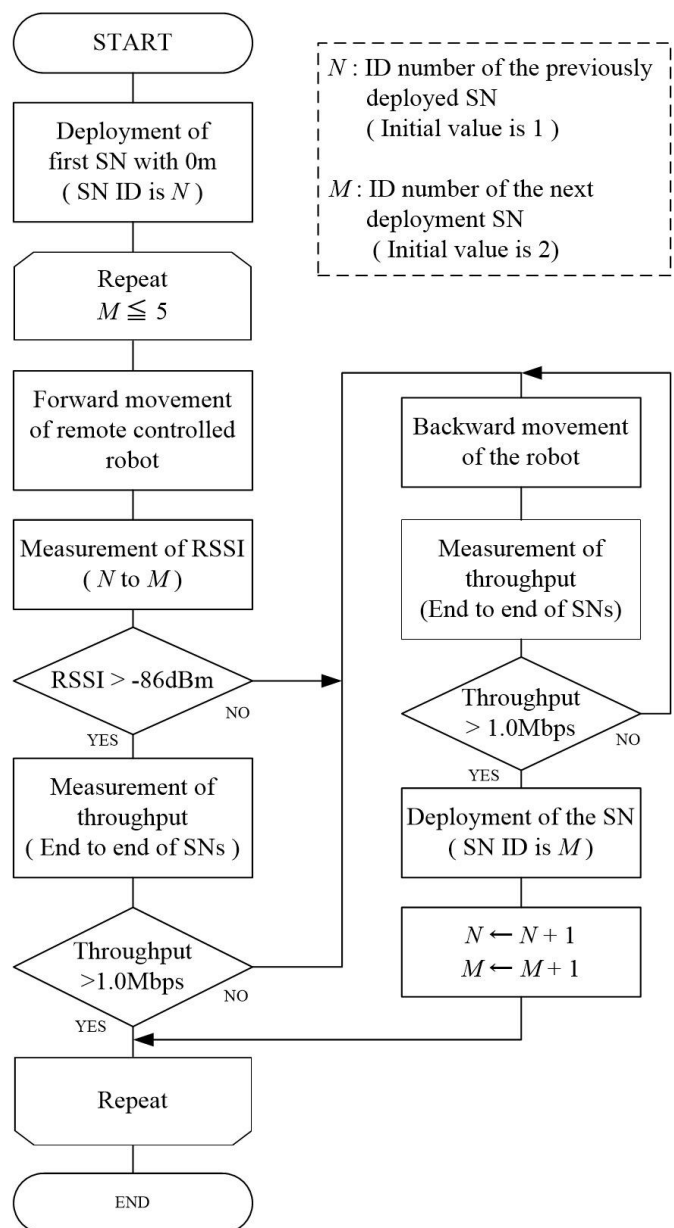 START
Deployment of
first SN with 0m
( SN ID is N )
Repeat
M ≦ 5
Forward movement
of remote controlled
robot
Measurement of RSSI
( N to M )
RSSI > -86dBm
NO
YES
Measurement of
throughput
( End to end of SNs )
Throughput
>1.0Mbps
NO
YES
Repeat
END
N : ID number of the previously
deployed SN
( Initial value is 1 )
M : ID number of the next
deployment SN
( Initial value is 2)
Backward movement
of the robot
Measurement of
throughput
(End to end of SNs)
Throughput
> 1.0Mbps
NO
YES
Deployment of the SN
( SN ID is M )
N ← N + 1
M ← M + 1